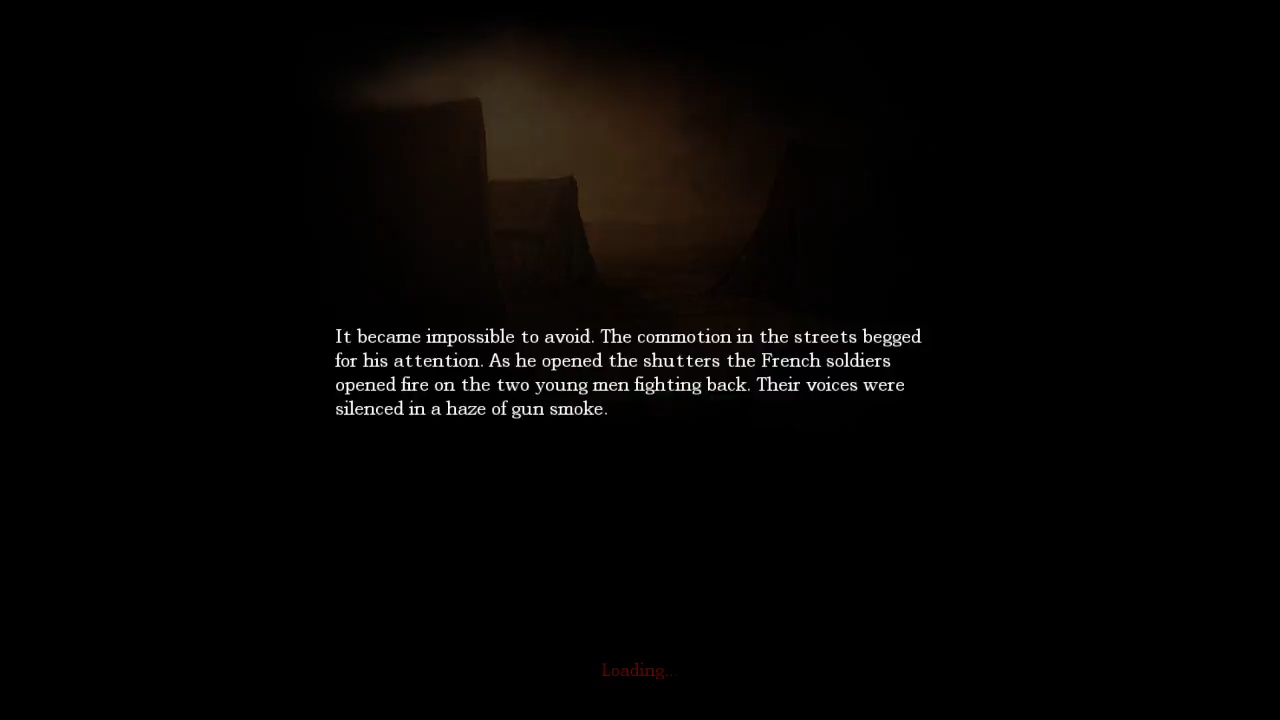 It became impossible to avoid. The commotion in the streets begged
for his attention. As he opened the shutters the French soldiers
opened fire on the two young men fighting back. Their voices were
silenced in a haze of gun smoke.
Loading...